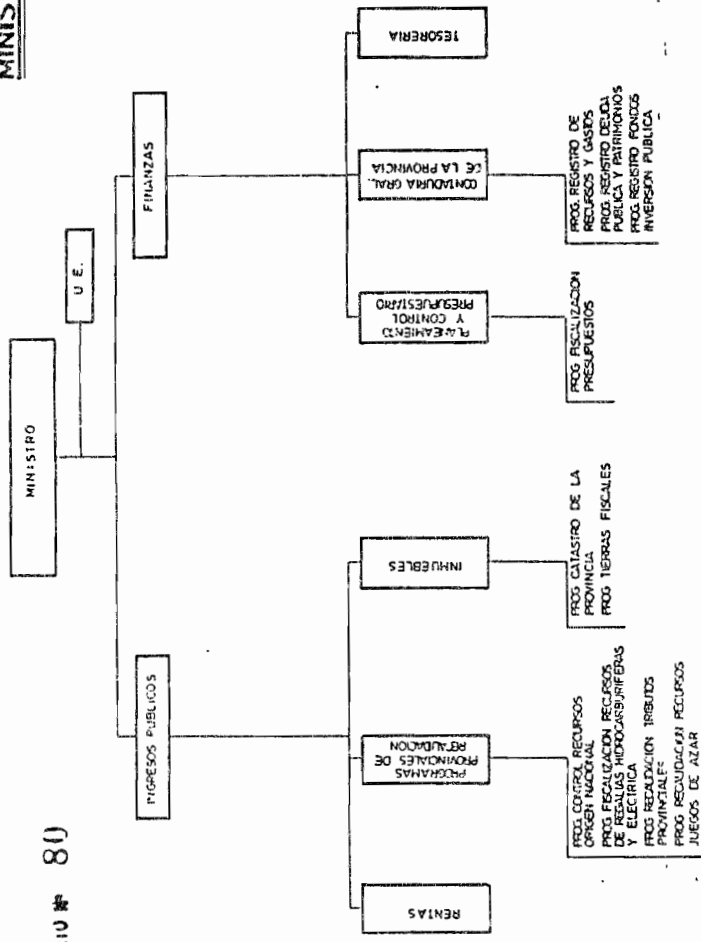 MINIS
Nº 80
MINISTRO
U E.
INGRESOS PUBLICOS
FINANZAS
RENTAS
PROGRAMAS
PROVINCIALES DE
RECAUDACION
INMUEBLES
PLANEAMIENTO
Y CONTROL
PRESUPUESTARIO
CONTADURIA GRAL.
DE LA PROVINCIA
TESORERIA
PROG. CONTROL RECURSOS
ORIGEN NACIONAL
PROG FISCALIZACION RECURSOS
DE REGALIAS HIDROCARBURIFERAS
Y ELECTRICA
PROG RECAUDACION TRIBUTOS
PROVINCIALES
PROG RECAUDACION RECURSOS
JUEGOS DE AZAR
PROG CATASTRO DE LA
PROVINCIA
PROG TIERRAS FISCALES
PROG FISCALIZACION
PRESUPUESTOS
PROG. REGISTRO DE
RECURSOS Y GASTOS
PROG. REGISTRO DEUDA
PUBLICA Y PATRIMONIOS
PROG. REGISTRO FONDOS
INVERSION PUBLICA